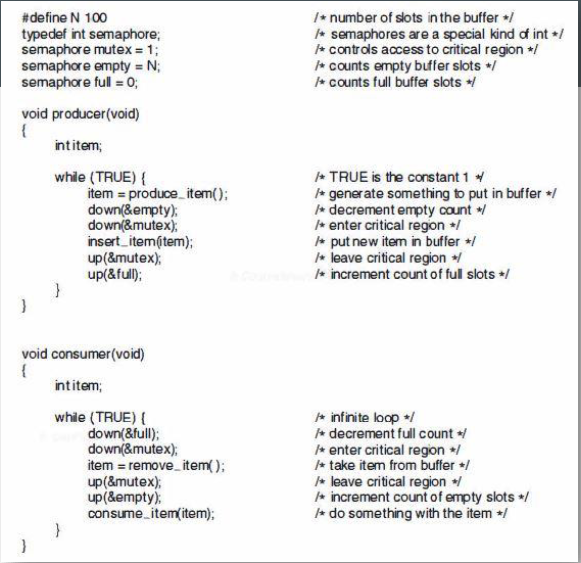 #define N 100 /* number of slots in the buffer */
typedef int semaphore; /* semaphores are a special kind of int */
semaphore mutex = 1; /* controls access to critical region */
semaphore empty = N; /* counts empty buffer slots */
semaphore full = 0; /* counts full buffer slots */
void producer(void)
{
int item;
while (TRUE) { /* TRUE is the constant 1 */
item = produce_item(); /* generate something to put in buffer */
down(&empty); /* decrement empty count */
down(&mutex); /* enter critical region */
insert_item(item); /* put new item in buffer */
up(&mutex); /* leave critical region */
up(&full); /* increment count of full slots */
}
}
void consumer(void)
{
int item;
while (TRUE) { /* infinite loop */
down(&full); /* decrement full count */
down(&mutex); /* enter critical region */
item = remove_item(); /* take item from buffer */
up(&mutex); /* leave critical region */
up(&empty); /* increment count of empty slots */
consume_item(item); /* do something with the item */
}
}